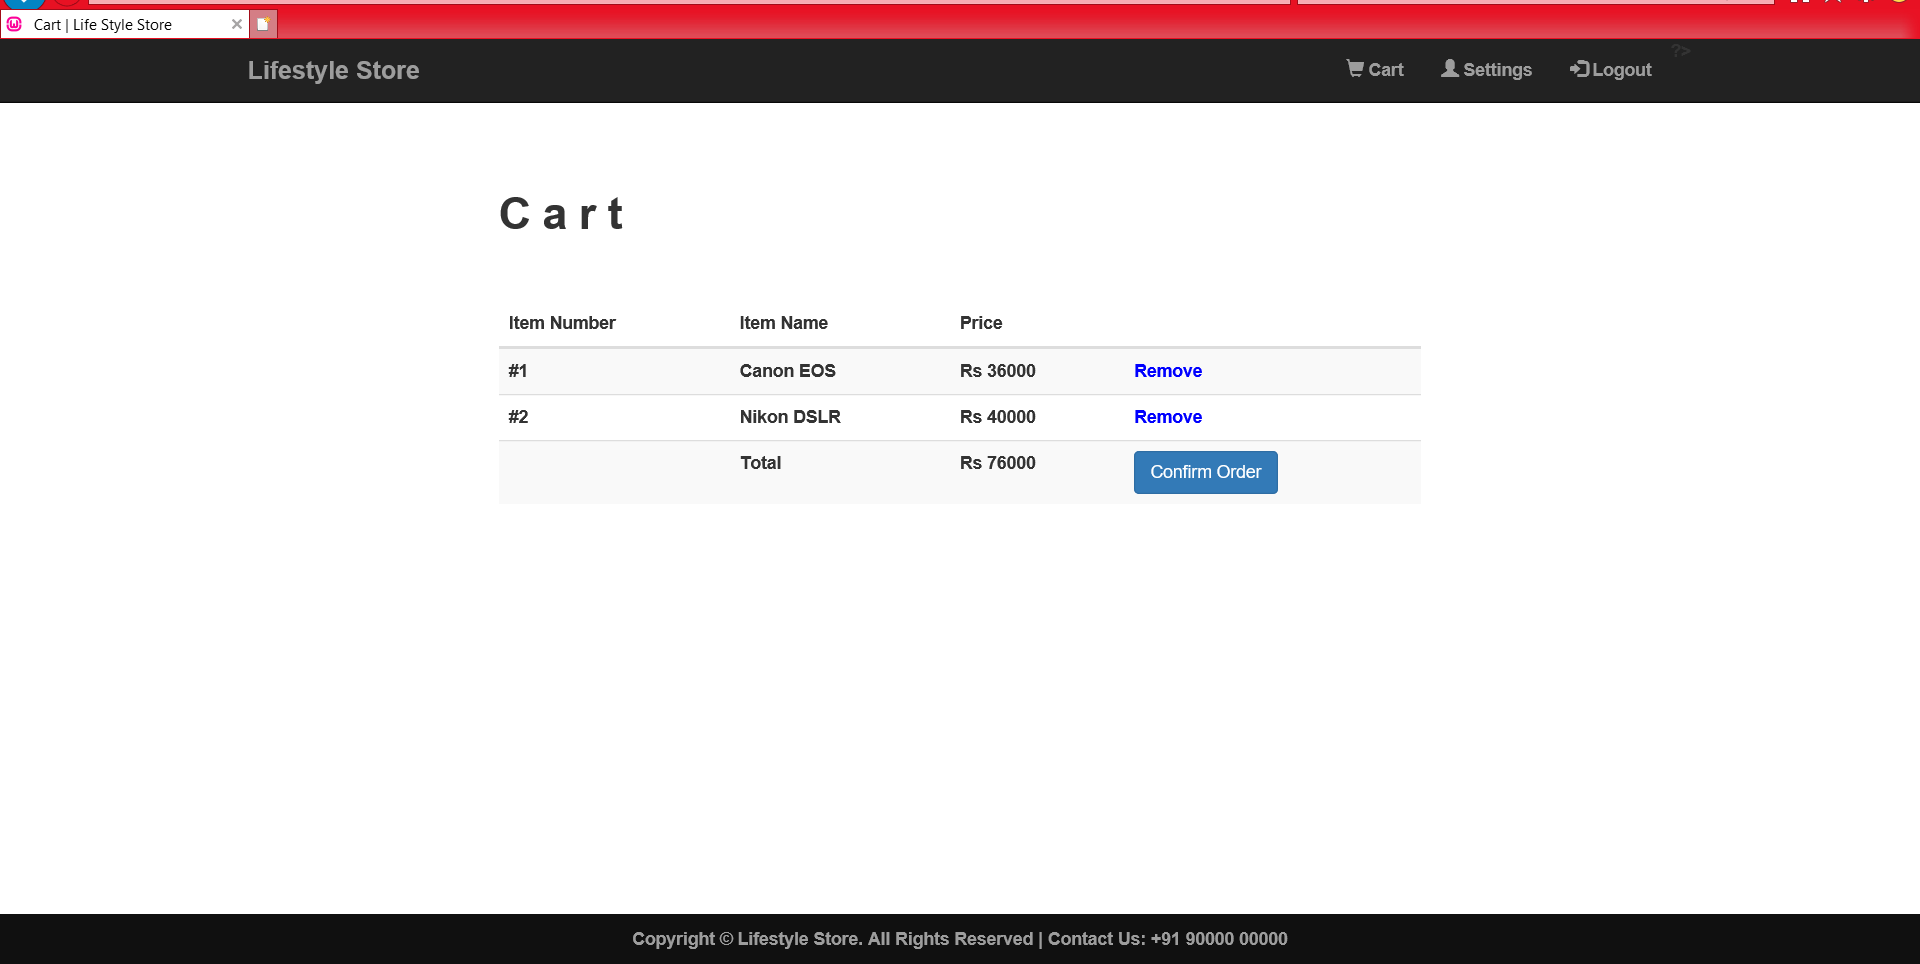 Cart | Life Style Store
Lifestyle Store Cart Settings Logout ?>
Cart
Item Number Item Name Price
#1 Canon EOS Rs 36000 Remove
#2 Nikon DSLR Rs 40000 Remove
Total Rs 76000 Confirm Order
Copyright © Lifestyle Store. All Rights Reserved | Contact Us: +91 90000 00000